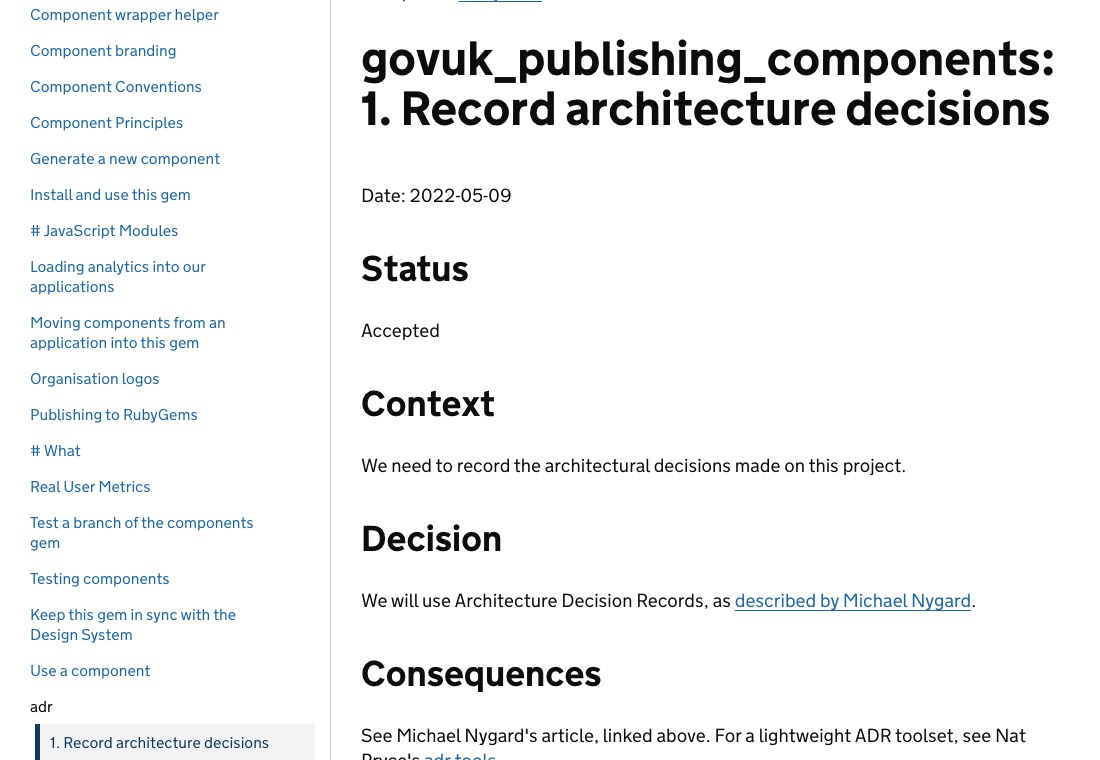 Component wrapper helper
Component branding
Component Conventions
Component Principles
Generate a new component
Install and use this gem
# JavaScript Modules
Loading analytics into our
applications
Moving components from an
application into this gem
Organisation logos
Publishing to RubyGems
# What
Real User Metrics
Test a branch of the components
gem
Testing components
Keep this gem in sync with the
Design System
Use a component
adr
1. Record architecture decisions
govuk_publishing_components:
1. Record architecture decisions
Date: 2022-05-09
Status
Accepted
Context
We need to record the architectural decisions made on this project.
Decision
We will use Architecture Decision Records, as described by Michael Nygard.
Consequences
See Michael Nygard's article, linked above. For a lightweight ADR toolset, see Nat
Pryce's adr-tools.